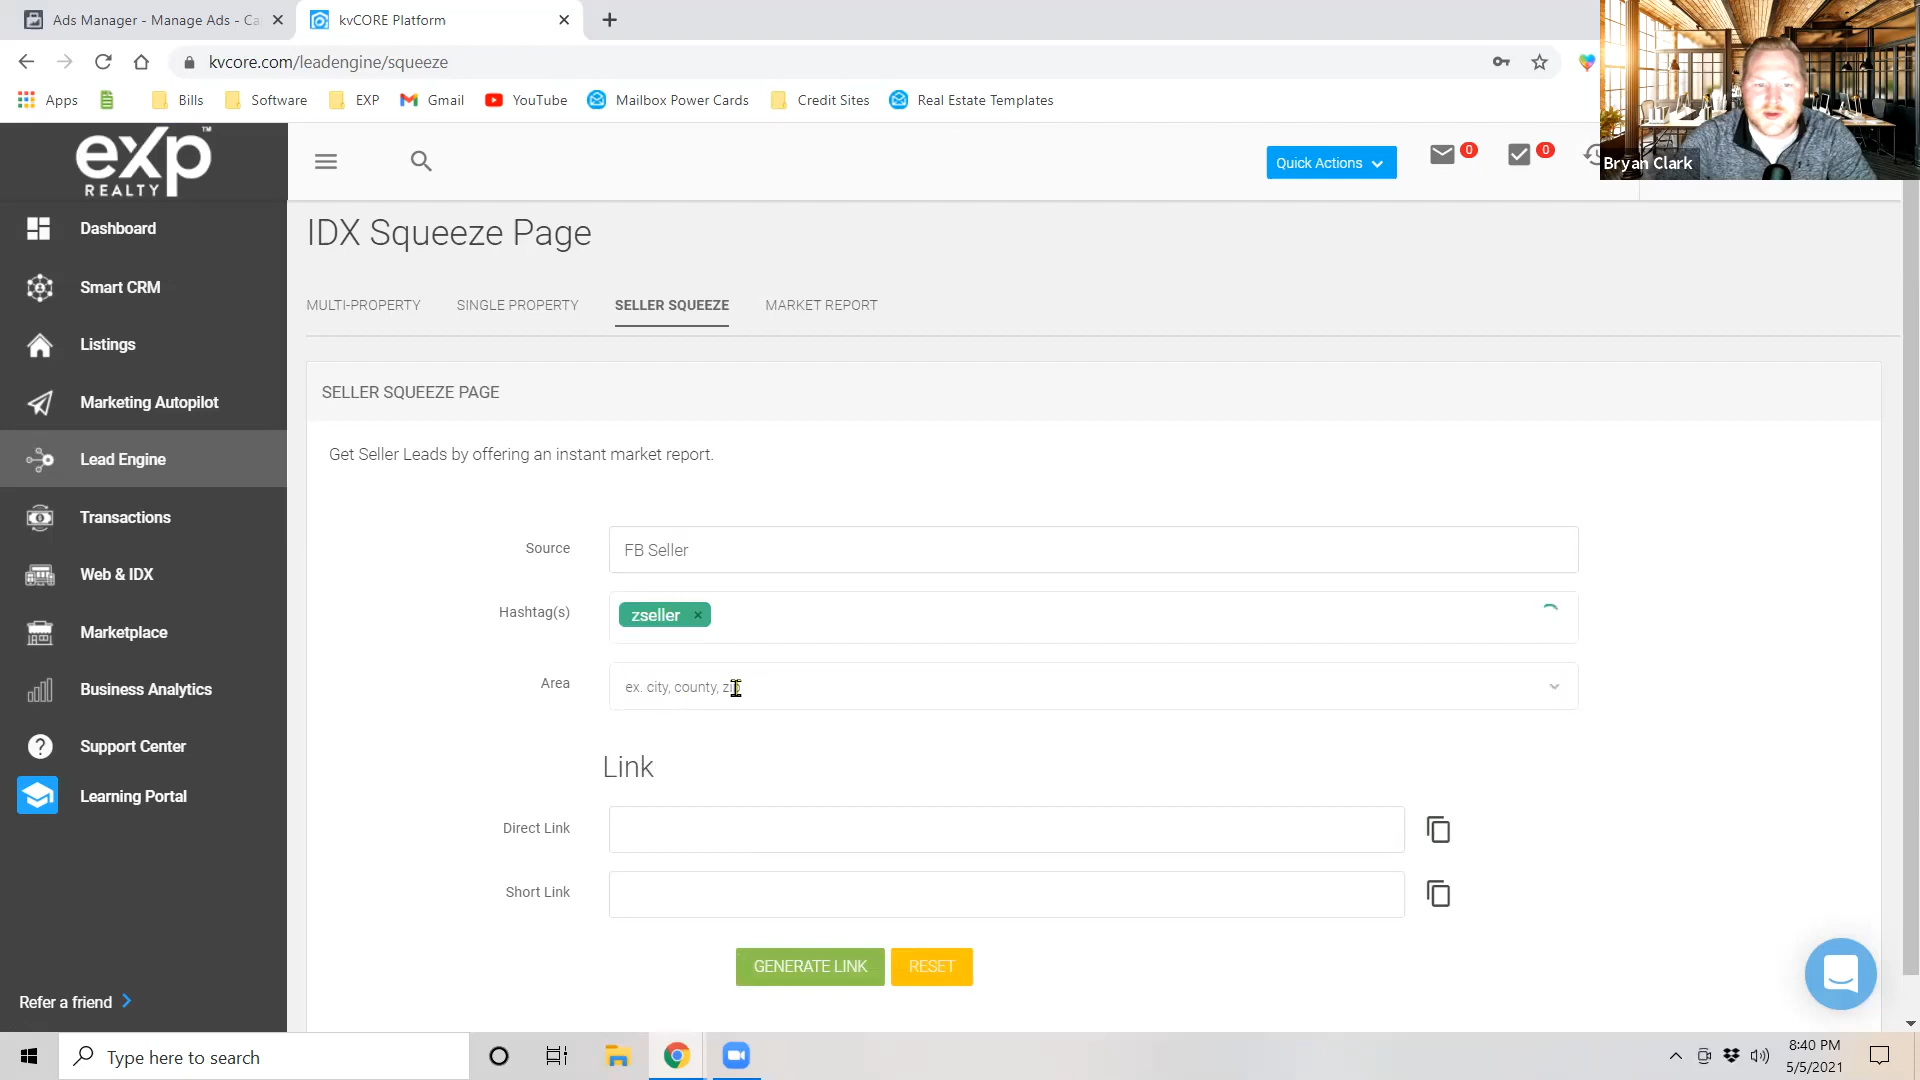 Ads Manager - Manage Ads - Ca
kvCORE Platform
kvcore.com/leadengine/squeeze
Apps
Bills
Software
EXP
Gmail
YouTube
Mailbox Power Cards
Credit Sites
Real Estate Templates
Bryan Clark
exp™
REALTY
Quick Actions
0
0
Dashboard
Smart CRM
Listings
Marketing Autopilot
Lead Engine
Transactions
Web & IDX
Marketplace
Business Analytics
Support Center
Learning Portal
Refer a friend
IDX Squeeze Page
MULTI-PROPERTY
SINGLE PROPERTY
SELLER SQUEEZE
MARKET REPORT
SELLER SQUEEZE PAGE
Get Seller Leads by offering an instant market report.
Source
FB Seller
Hashtag(s)
zseller ×
Area
ex. city, county, zip
Link
Direct Link
Short Link
GENERATE LINK
RESET
Type here to search
8:40 PM
5/5/2021